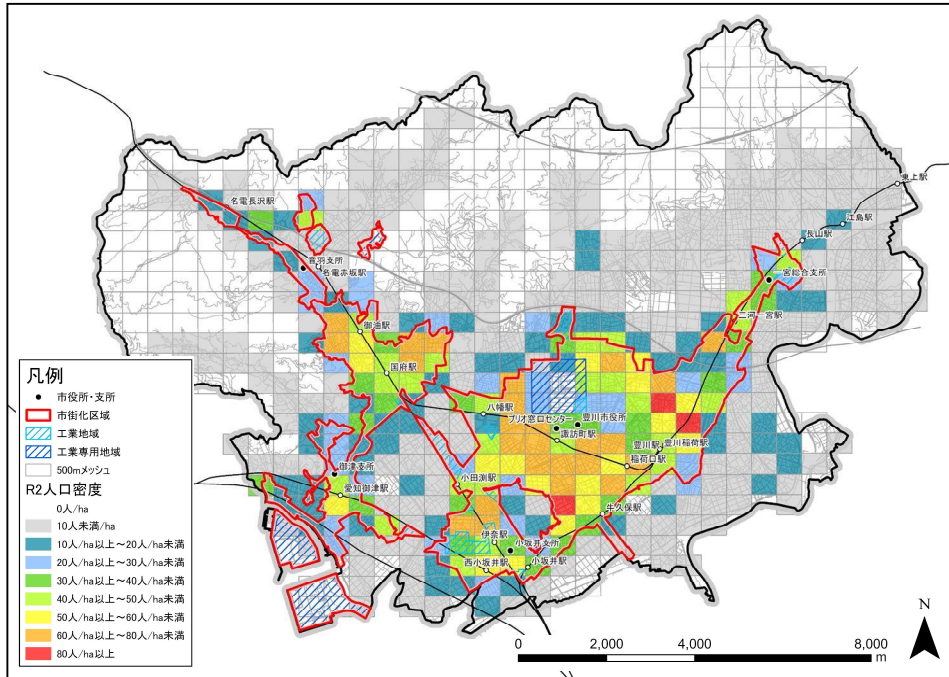 東上駅
江島駅
長山駅
一宮総合支所
三河一宮駅
名電長沢駅
音羽支所
名電赤坂駅
御油駅
国府駅
八幡駅
プリオ窓口センター
豊川市役所
諏訪町駅
豊川駅
豊川稲荷駅
稲荷口駅
御津支所
愛知御津駅
小田渕駅
牛久保駅
伊奈駅
小坂井支所
西小坂井駅
小坂井駅
凡例
市役所・支所
市街化区域
工業地域
工業専用地域
500mメッシュ
R2人口密度
0人/ha
10人未満/ha
10人/ha以上~20人/ha未満
20人/ha以上~30人/ha未満
30人/ha以上~40人/ha未満
40人/ha以上~50人/ha未満
50人/ha以上~60人/ha未満
60人/ha以上~80人/ha未満
80人/ha以上
N
0 2,000 4,000 8,000
m